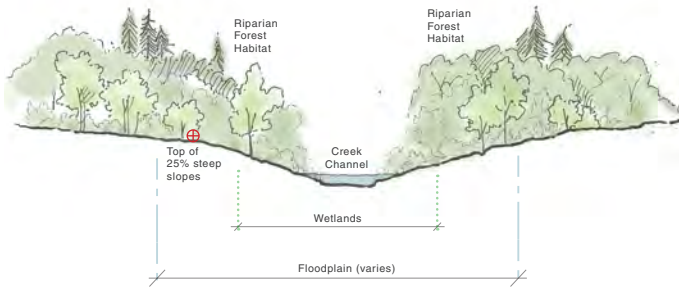 Riparian
Forest
Habitat
Riparian
Forest
Habitat
Top of
25% steep
slopes
Creek
Channel
Wetlands
Floodplain (varies)